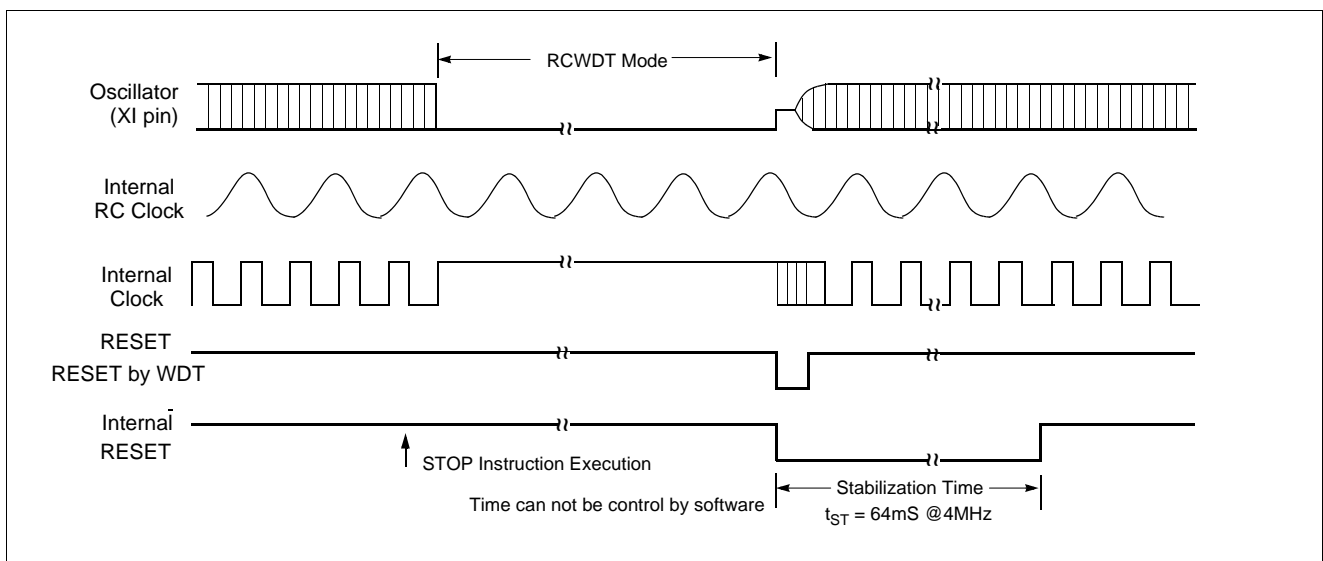 RCWDT Mode
Oscillator
(XI pin)
Internal
RC Clock
Internal
Clock
RESET
RESET by WDT
Internal
RESET
STOP Instruction Execution
Time can not be control by software
Stabilization Time
tST = 64mS @4MHz